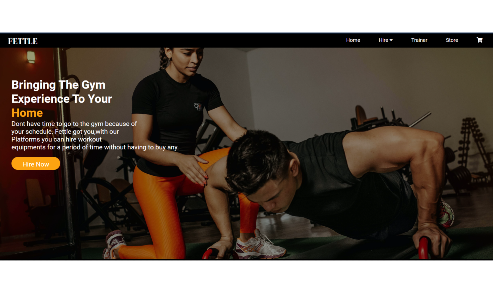 FETTLE
Home
Hire
Trainer
Store
Bringing The Gym
Experience To Your
Home
Dont have time to go to the gym because of
your schedule, Fettle got you,with our
Platforms you can hire workout
equipments for a period of time without having to buy any
Hire Now